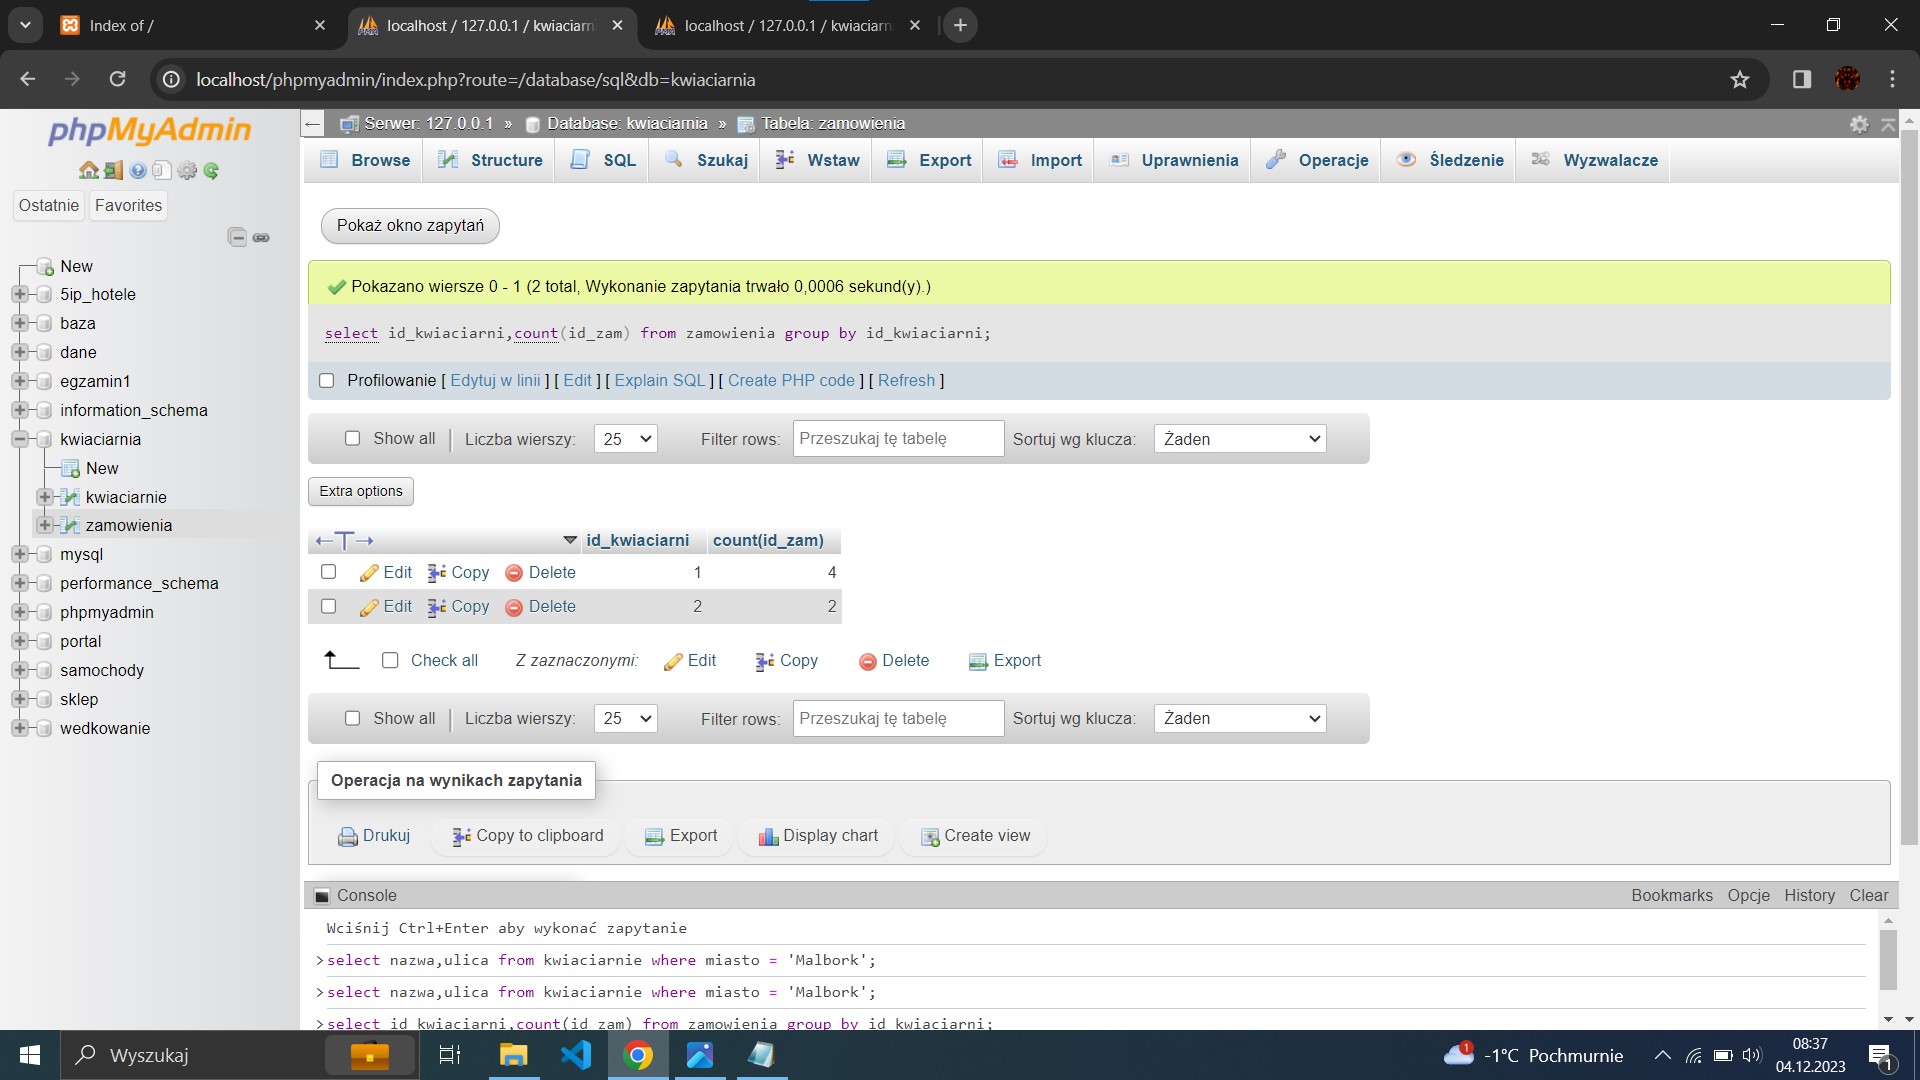 Index of /
localhost / 127.0.0.1 / kwiaciarn
localhost / 127.0.0.1 / kwiaciarn
localhost/phpmyadmin/index.php?route=/database/sql&db=kwiaciarnia
phpMyAdmin
Ostatnie Favorites
New
5ip_hotele
baza
dane
egzamin1
information_schema
kwiaciarnia
New
kwiaciarnie
zamowienia
mysql
performance_schema
phpmyadmin
portal
samochody
sklep
wedkowanie
Serwer: 127.0.0.1 » Database: kwiaciarnia » Tabela: zamowienia
Browse Structure SQL Szukaj Wstaw Export Import Uprawnienia Operacje Śledzenie Wyzwalacze
Pokaż okno zapytań
Pokazano wiersze 0 - 1 (2 total, Wykonanie zapytania trwało 0,0006 sekund(y).)
select id_kwiaciarni,count(id_zam) from zamowienia group by id_kwiaciarni;
Profilowanie [ Edytuj w linii ] [ Edit ] [ Explain SQL ] [ Create PHP code ] [ Refresh ]
Show all Liczba wierszy: 25 Filter rows: Przeszukaj tę tabelę Sortuj wg klucza: Żaden
Extra options
id_kwiaciarni count(id_zam)
Edit Copy Delete 1 4
Edit Copy Delete 2 2
Check all Z zaznaczonymi: Edit Copy Delete Export
Show all Liczba wierszy: 25 Filter rows: Przeszukaj tę tabelę Sortuj wg klucza: Żaden
Operacja na wynikach zapytania
Drukuj Copy to clipboard Export Display chart Create view
Console Bookmarks Opcje History Clear
Wciśnij Ctrl+Enter aby wykonać zapytanie
>select nazwa,ulica from kwiaciarnie where miasto = 'Malbork';
>select nazwa,ulica from kwiaciarnie where miasto = 'Malbork';
>select id_kwiaciarni,count(id_zam) from zamowienia group by id_kwiaciarni;
Wyszukaj
1 -1°C Pochmurnie
08:37
04.12.2023
1